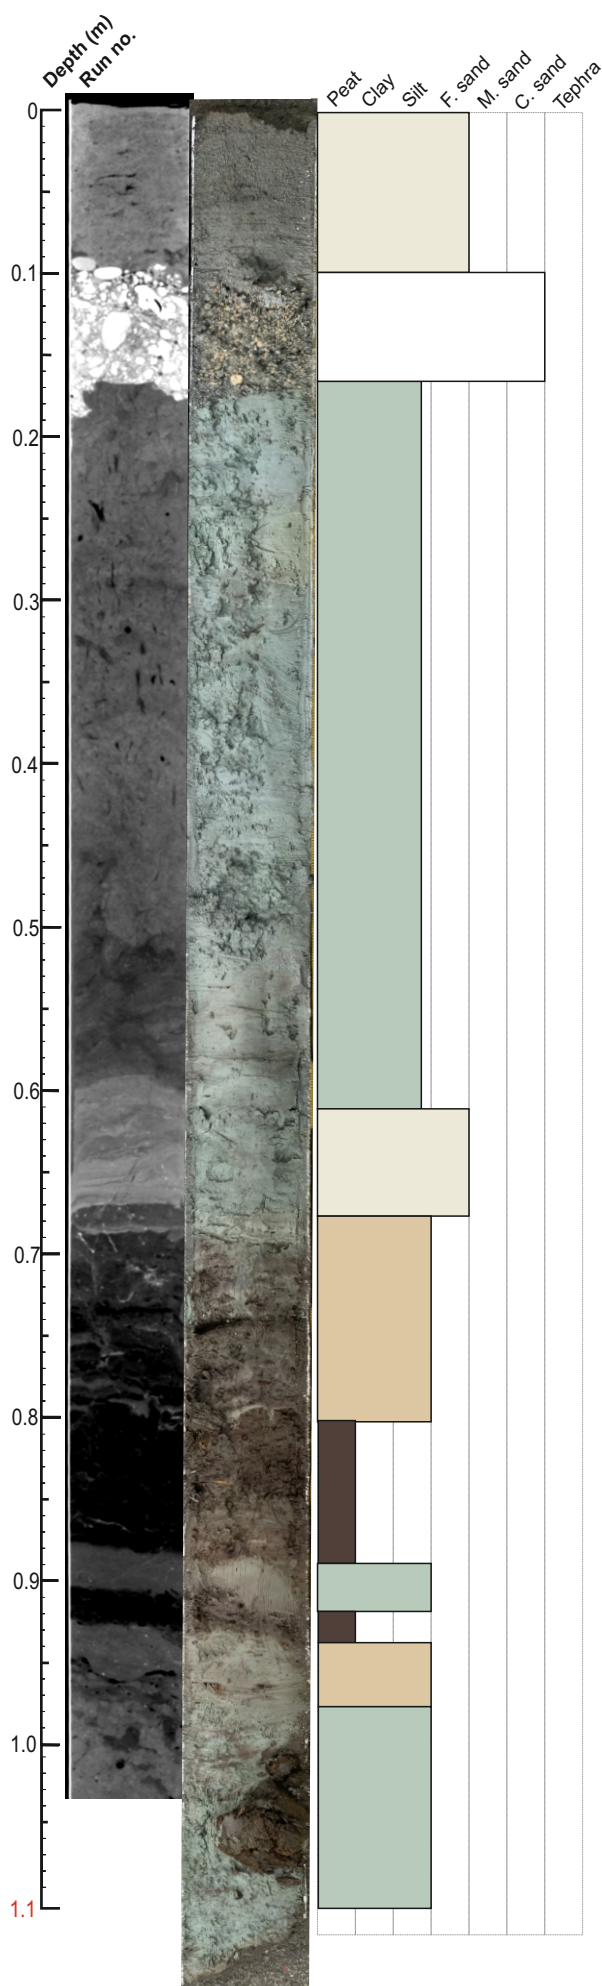 Depth (m)
Run no.
Peat
Clay
Silt
F. sand
M. sand
C. sand
Tephra
0
0.1
0.2
0.3
0.4
0.5
0.6
0.7
0.8
0.9
1.0
1.1